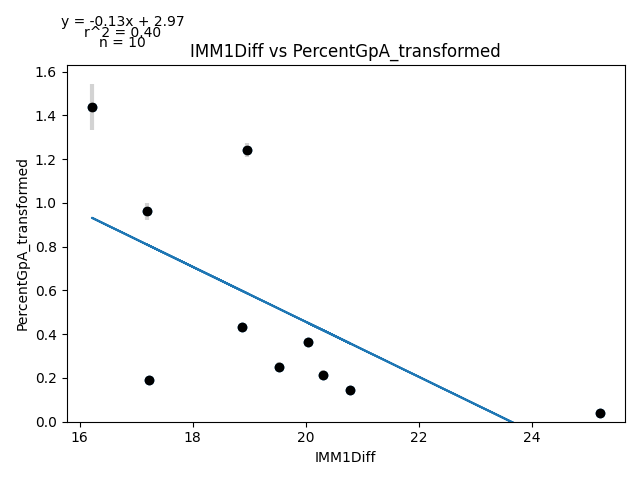 y = -0.13x + 2.97
r^2 = 0.40
n = 10
IMM1Diff vs PercentGpA_transformed
1.6
1.4
1.2
1.0
0.8
0.6
0.4
0.2
0.0
PercentGpA_transformed
16
18
20
22
24
IMM1Diff